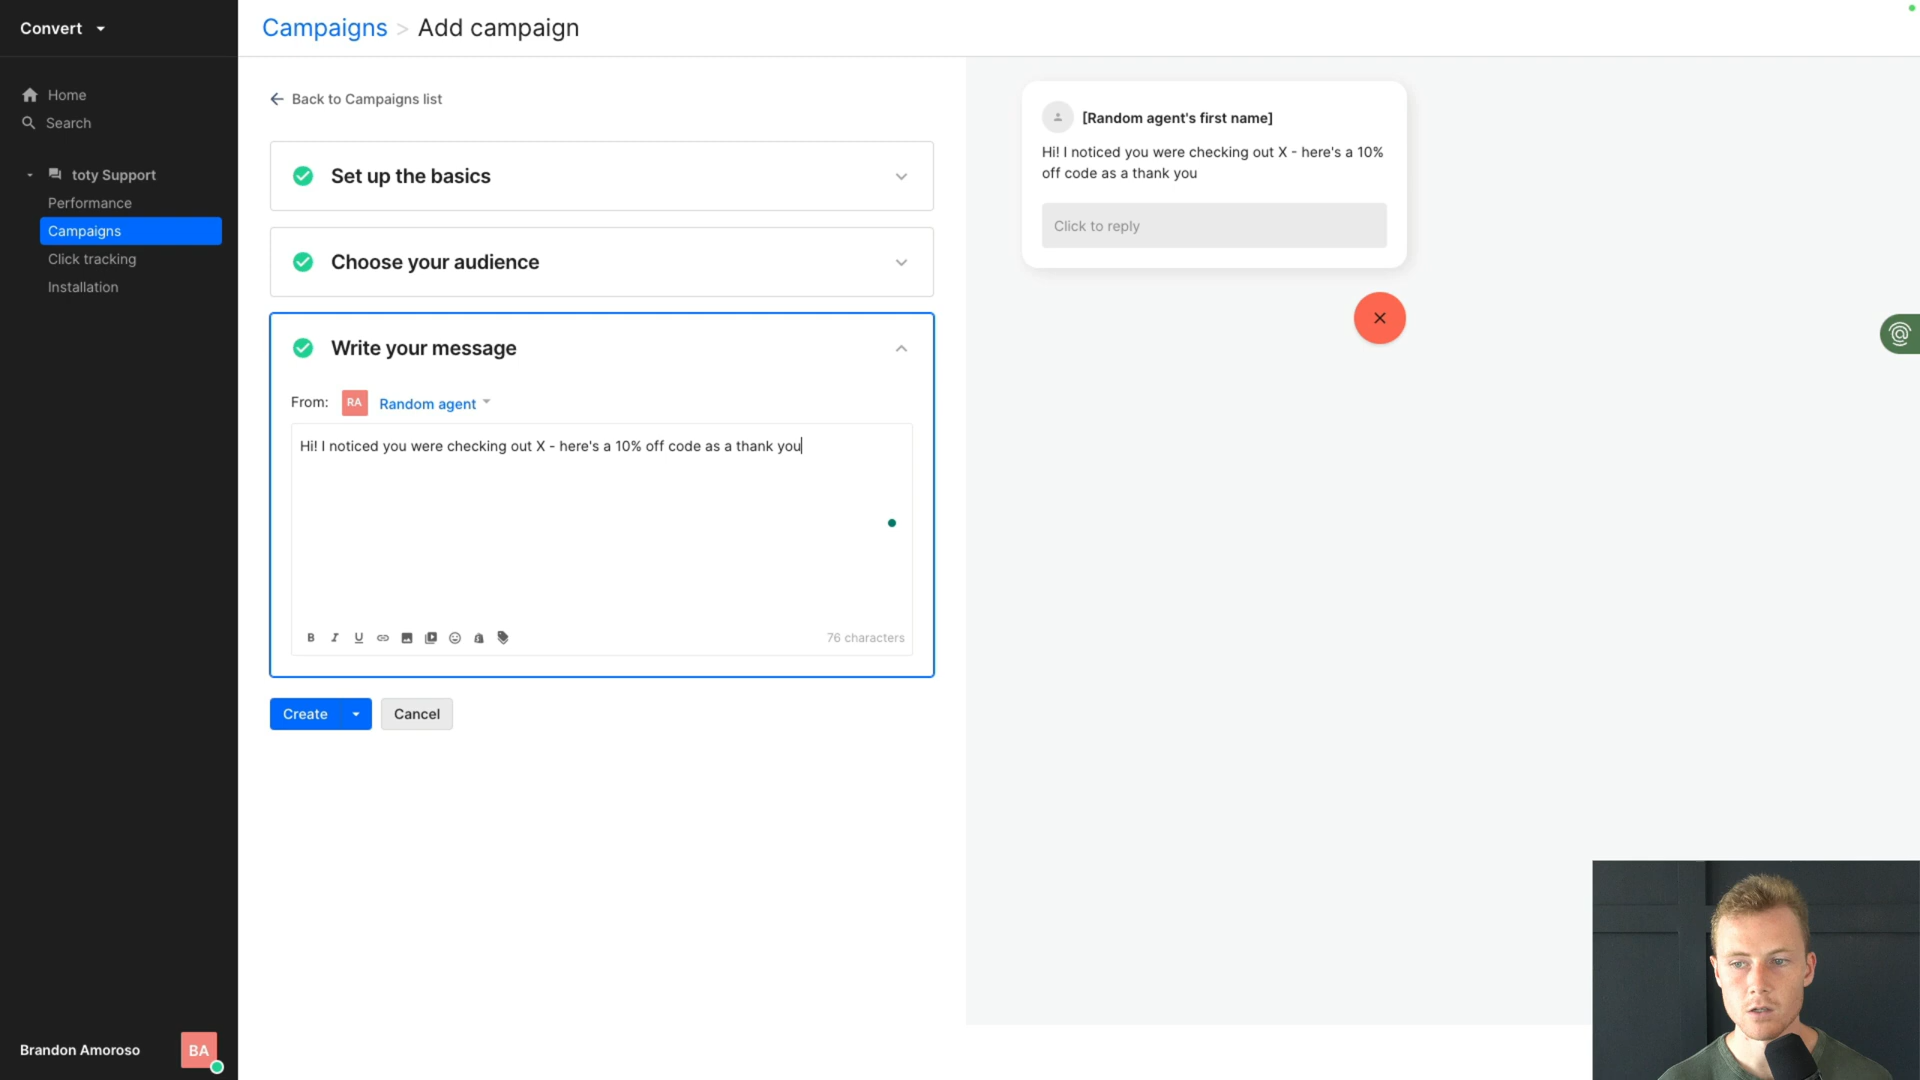 Convert
Campaigns > Add campaign
Home
Search
toty Support
Performance
Campaigns
Click tracking
Installation
Back to Campaigns list
Set up the basics
Choose your audience
Write your message
From: RA Random agent
Hi! I noticed you were checking out X - here's a 10% off code as a thank you
B I U
76 characters
Create
Cancel
[Random agent's first name]
Hi! I noticed you were checking out X - here's a 10%
off code as a thank you
Click to reply
Brandon Amoroso
BA